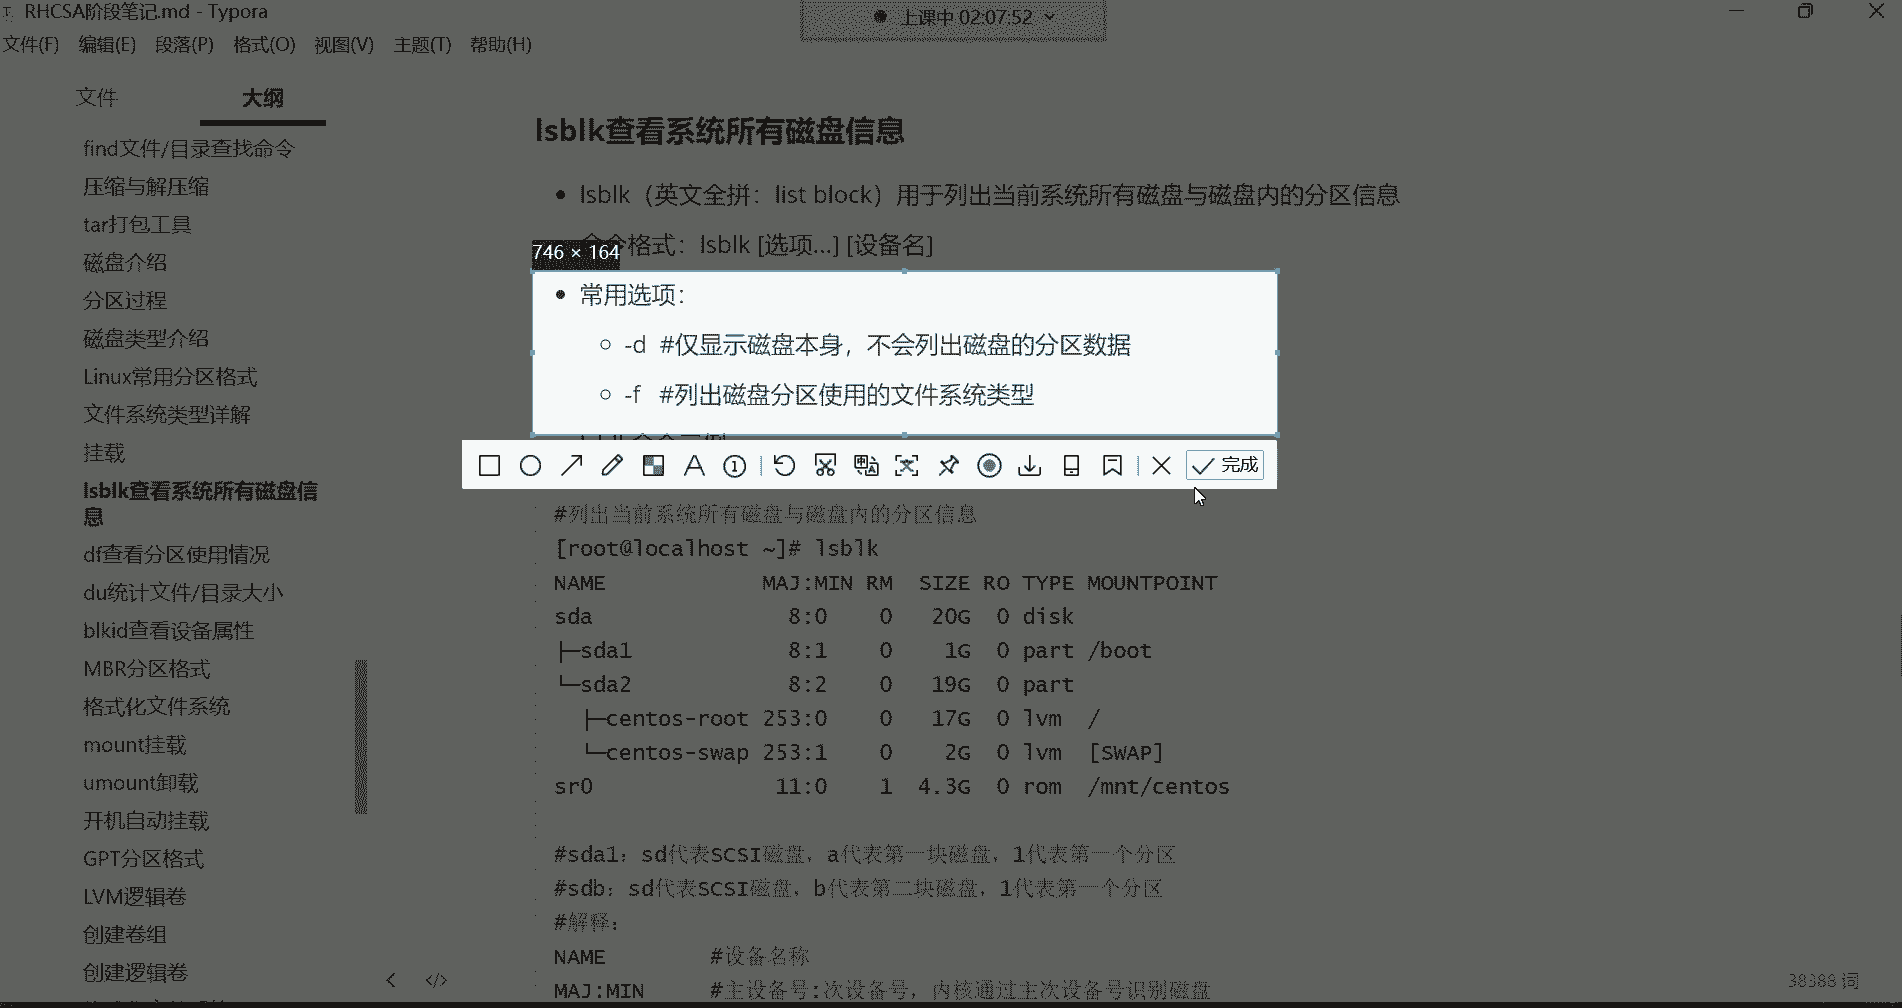 RHCSA阶段笔记.md - Typora
上课中 02:07:52
文件(F) 编辑(E) 段落(P) 格式(O) 视图(V) 主题(T) 帮助(H)
文件 大纲
find文件/目录查找命令
压缩与解压缩
tar打包工具
磁盘介绍
分区过程
磁盘类型介绍
Linux常用分区格式
文件系统类型详解
挂载
lsblk查看系统所有磁盘信
息
df查看分区使用情况
du统计文件/目录大小
blkid查看设备属性
MBR分区格式
格式化文件系统
mount挂载
umount卸载
开机自动挂载
GPT分区格式
LVM逻辑卷
创建卷组
创建逻辑卷
lsblk查看系统所有磁盘信息
lsblk（英文全拼：list block）用于列出当前系统所有磁盘与磁盘内的分区信息
命令格式：lsblk [选项...] [设备名]
746 × 164
常用选项：
-d #仅显示磁盘本身，不会列出磁盘的分区数据
-f #列出磁盘分区使用的文件系统类型
完成
#列出当前系统所有磁盘与磁盘内的分区信息
[root@localhost ~]# lsblk
NAME MAJ:MIN RM SIZE RO TYPE MOUNTPOINT
sda 8:0 0 20G 0 disk
├─sda1 8:1 0 1G 0 part /boot
└─sda2 8:2 0 19G 0 part
├─centos-root 253:0 0 17G 0 lvm /
└─centos-swap 253:1 0 2G 0 lvm [SWAP]
sr0 11:0 1 4.3G 0 rom /mnt/centos
#sda1：sd代表SCSI磁盘，a代表第一块磁盘，1代表第一个分区
#sdb：sd代表SCSI磁盘，b代表第二块磁盘，1代表第一个分区
#解释：
NAME #设备名称
MAJ:MIN #主设备号:次设备号，内核通过主次设备号识别磁盘
38388 词